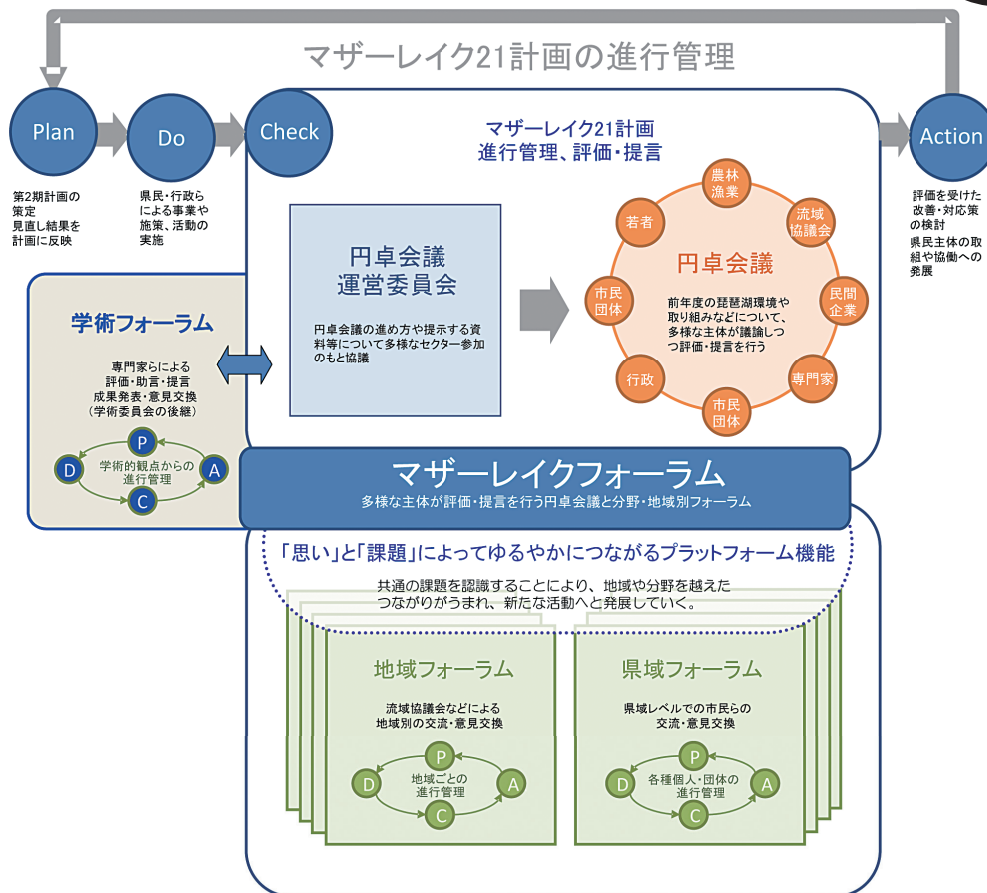 マザーレイク21計画の進行管理
Plan
Do
Check
Action
第2期計画の
策定
見直し結果を
計画に反映
県民・行政ら
による事業や
施策、活動の
実施
評価を受けた
改善・対応策
の検討
県民主体の取
組や協働への
発展
マザーレイク21計画
進行管理、評価・提言
円卓会議
運営委員会
円卓会議の進め方や提示する資
料等について多様なセクター参加
のもと協議
農林
漁業
流域
協議会
民間
企業
専門家
市民
団体
行政
市民
団体
若者
円卓会議
前年度の琵琶湖環境や
取り組みなどについて、
多様な主体が議論しつ
つ評価・提言を行う
学術フォーラム
専門家らによる
評価・助言・提言
成果発表・意見交換
(学術委員会の後継)
P
D
A
C
学術的観点からの
進行管理
マザーレイクフォーラム
多様な主体が評価・提言を行う円卓会議と分野・地域別フォーラム
「思い」と「課題」によってゆるやかにつながるプラットフォーム機能
共通の課題を認識することにより、地域や分野を越えた
つながりがうまれ、新たな活動へと発展していく。
地域フォーラム
流域協議会などによる
地域別の交流・意見交換
P
D
A
C
地域ごとの
進行管理
県域フォーラム
県域レベルでの市民らの
交流・意見交換
P
D
A
C
各種個人・団体の
進行管理